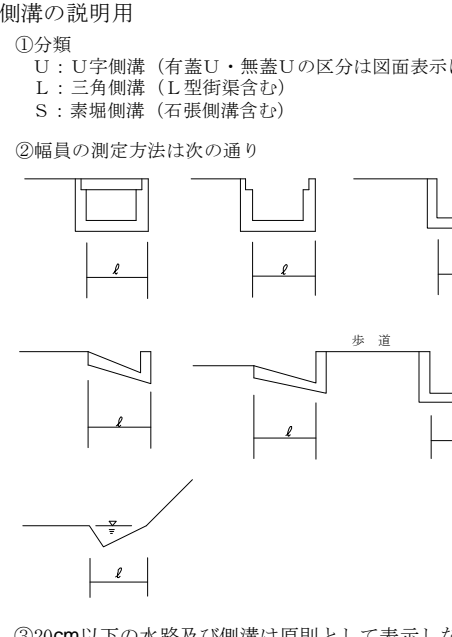 側溝の説明用
①分類
U：U字側溝（有蓋U・無蓋Uの区分は図面表示
L：三角側溝（L型街渠含む）
S：素堀側溝（石張側溝含む）
②幅員の測定方法は次の通り
ℓ
ℓ
歩 道
ℓ
ℓ
ℓ
③20cm以下の水路及び側溝は原則として表示し